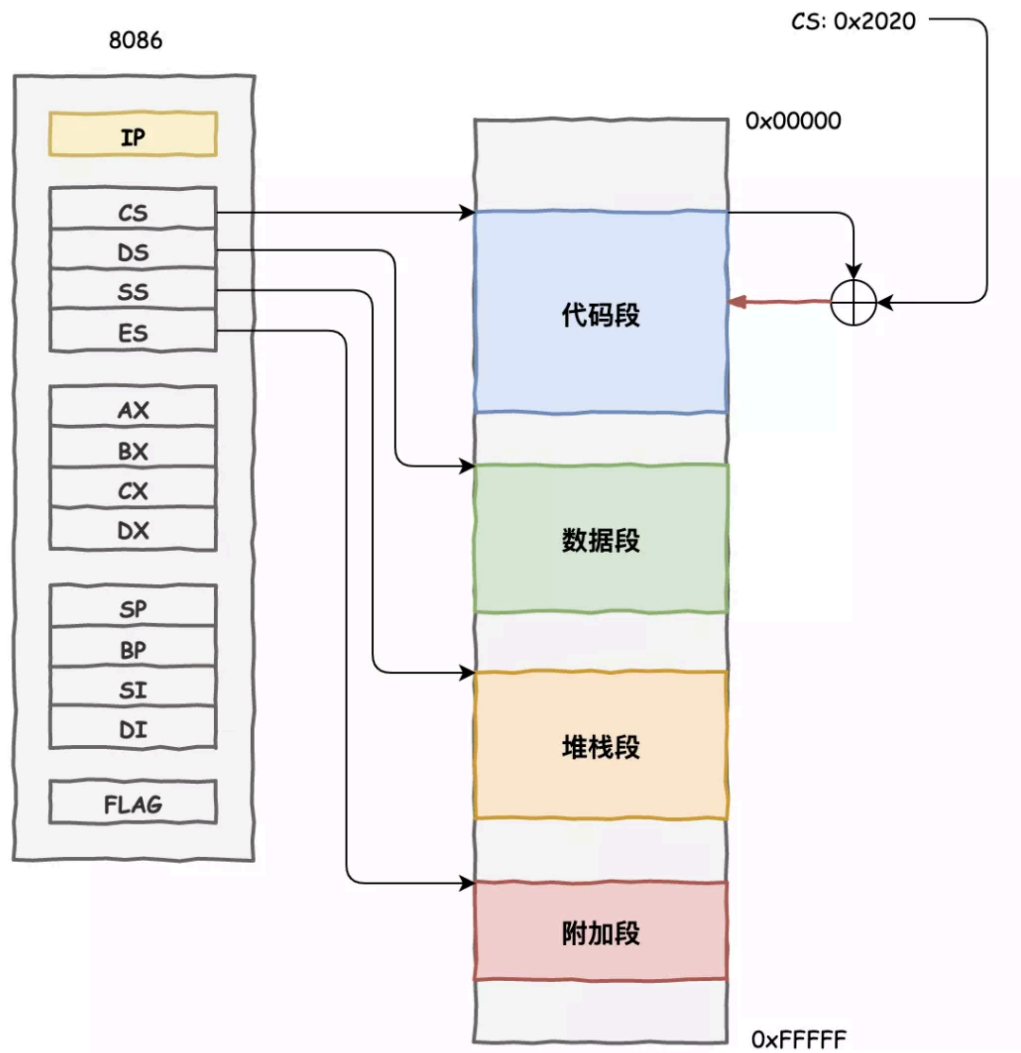 8086
IP
CS
DS
SS
ES
AX
BX
CX
DX
SP
BP
SI
DI
FLAG
CS: 0x2020
0x00000
代码段
数据段
堆栈段
附加段
0xFFFFF